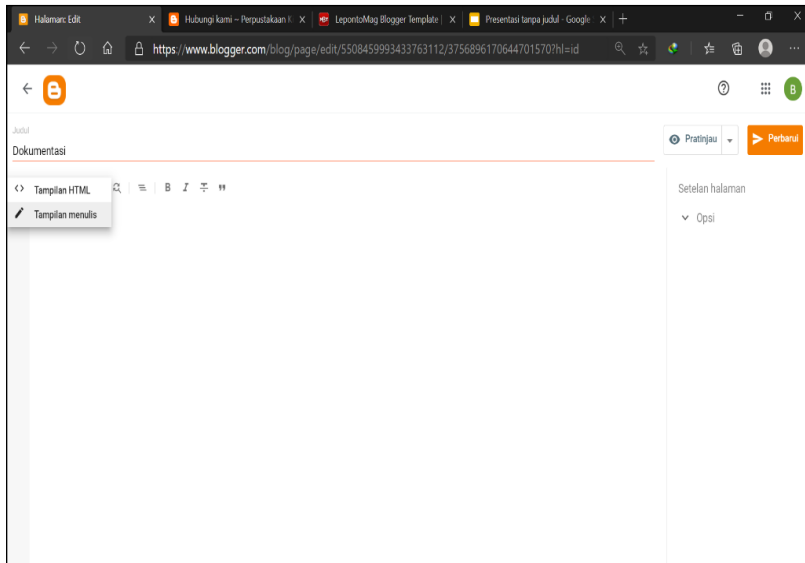 Halaman: Edit
Hubungi kami – Perpustakaan K
LepontoMag Blogger Template |
Presentasi tanpa judul - Google
https://www.blogger.com/blog/page/edit/5508459993433763112/3756896170644701570?hl=id
B
Judul
Dokumentasi
Pratinjau
Perbarui
<> Tampilan HTML
B I T
Tampilan menulis
Setelan halaman
Opsi